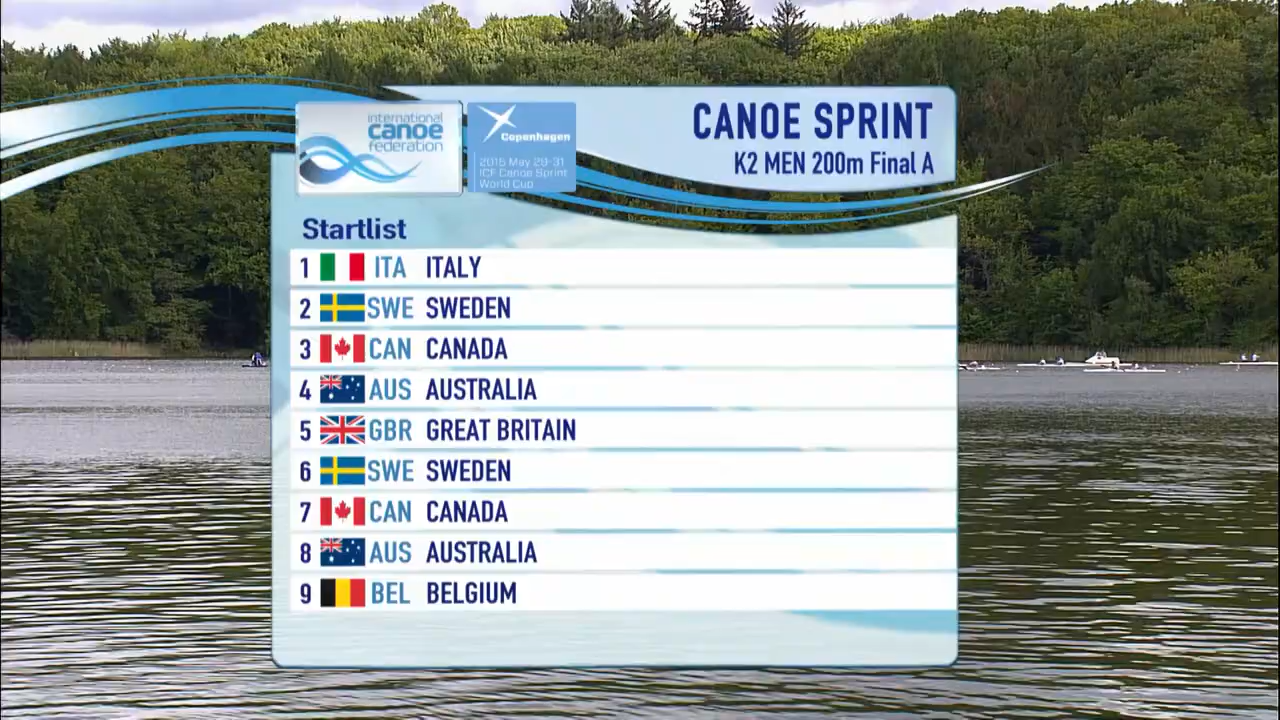 international
canoe
federation
Copenhagen
2015 May 29-31
ICF Canoe Sprint
World Cup
CANOE SPRINT
K2 MEN 200m Final A
Startlist
1 ITA ITALY
2 SWE SWEDEN
3 CAN CANADA
4 AUS AUSTRALIA
5 GBR GREAT BRITAIN
6 SWE SWEDEN
7 CAN CANADA
8 AUS AUSTRALIA
9 BEL BELGIUM